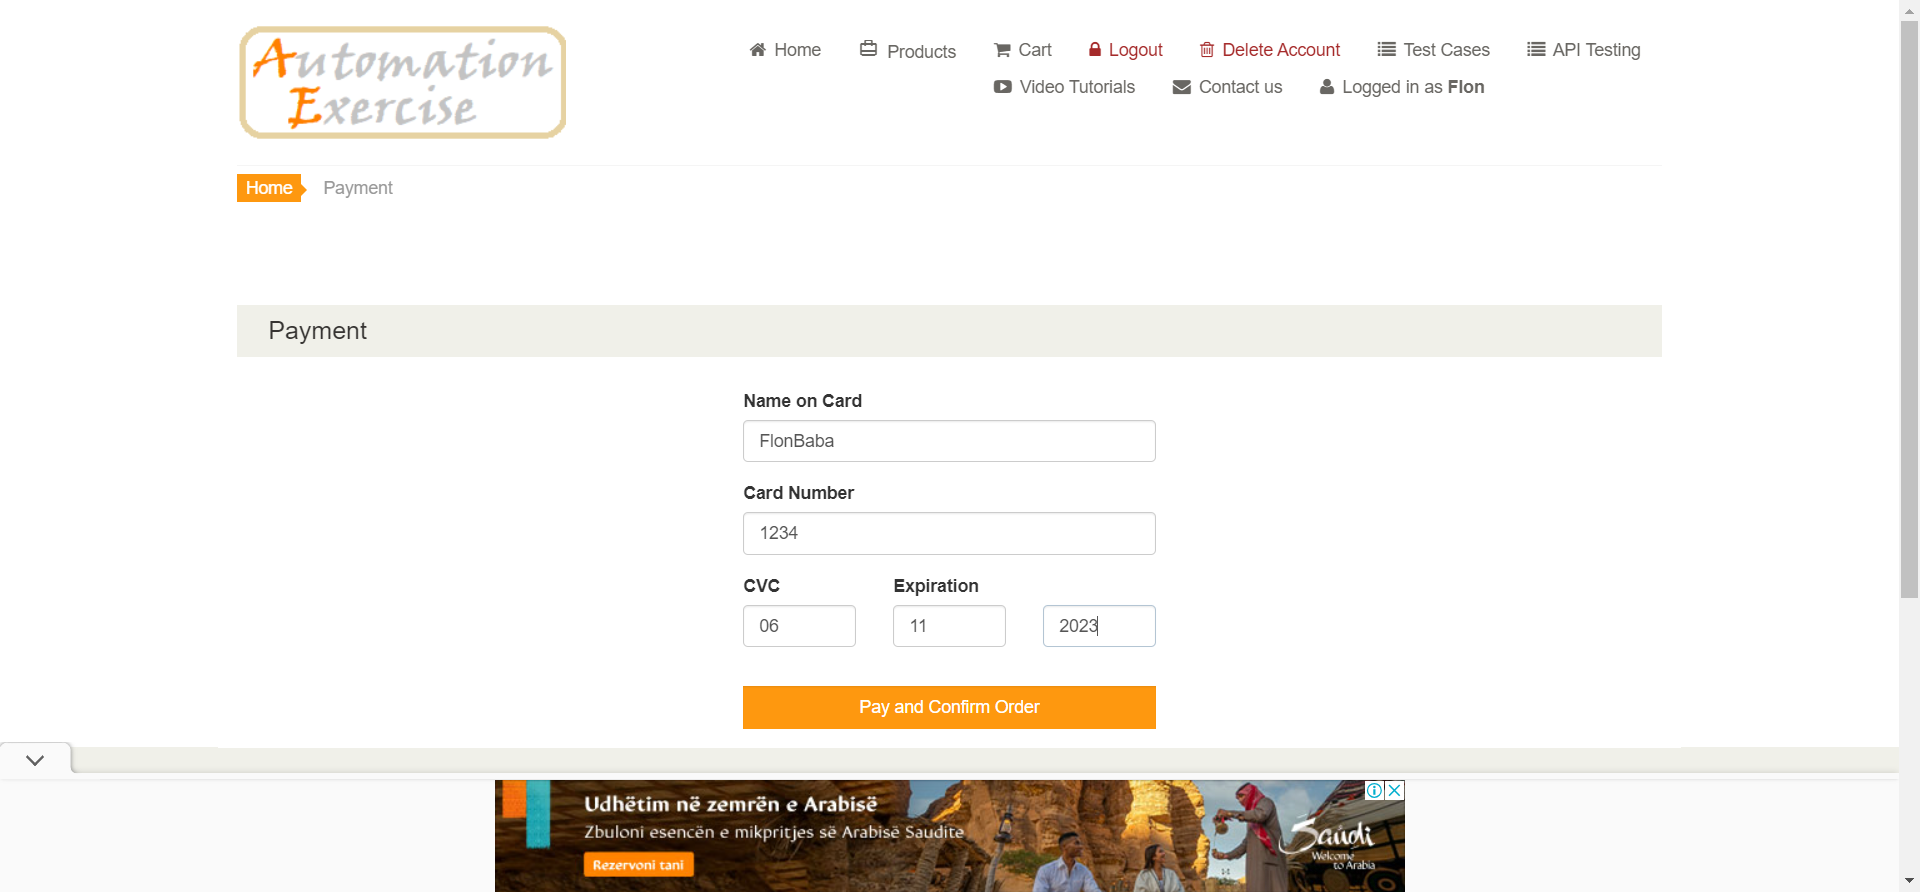 Automation
Exercise
Home
Products
Cart
Logout
Delete Account
Test Cases
API Testing
Video Tutorials
Contact us
Logged in as Flon
Home
Payment
Payment
Name on Card
FlonBaba
Card Number
1234
CVC
Expiration
06
11
2023
Pay and Confirm Order
Udhëtim në zemrën e Arabisë
Zbuloni esencën e mikpritjes së Arabisë Saudite
Rezervoni tani
Saudi
Welcome
to Arabia